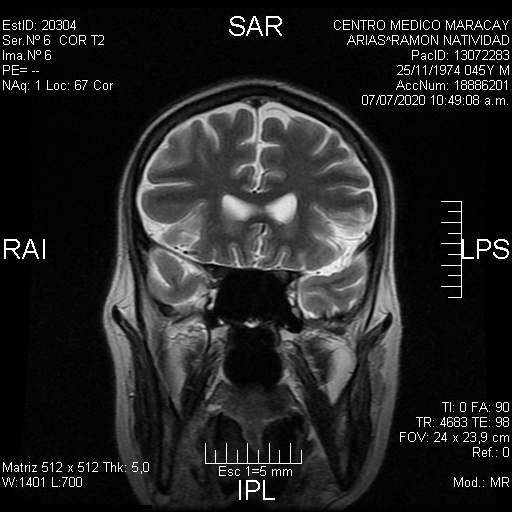 EstID: 20304
Ser.Nº 6 COR T2
Ima.Nº 6
PE= --
NAq: 1 Loc: 67 Cor
SAR
CENTRO MEDICO MARACAY
ARIAS^RAMON NATIVIDAD
PacID: 13072283
25/11/1974 045Y M
AccNum: 18886201
07/07/2020 10:49:08 a.m.
RAI
LPS
TI: 0 FA: 90
TR: 4683 TE: 98
FOV: 24 x 23,9 cm
Ref.: 0
Matriz 512 x 512 Thk: 5,0
W:1401 L:700
Esc 1=5 mm
IPL
Mod.: MR